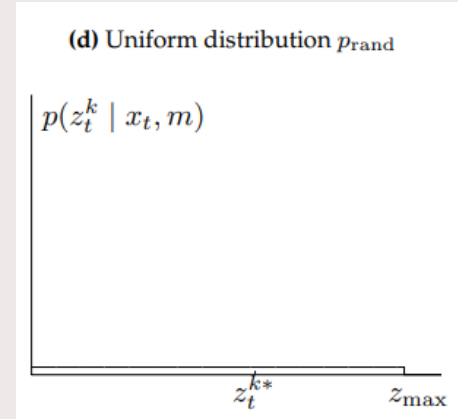 (d) Uniform distribution p_rand
p(z_t^k | x_t, m)
z_t^{k*} z_max